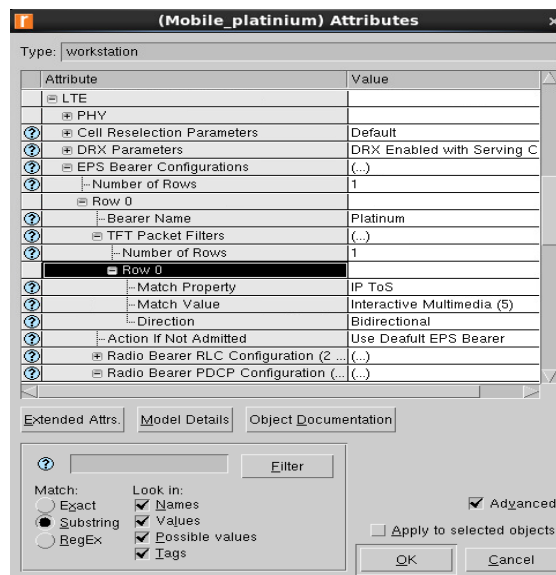 r (Mobile_platinium) Attributes x
Type: workstation
Attribute Value
LTE
PHY
? Cell Reselection Parameters Default
? DRX Parameters DRX Enabled with Serving C
? EPS Bearer Configurations (...)
? Number of Rows 1
Row 0
? Bearer Name Platinum
? TFT Packet Filters (...)
? Number of Rows 1
Row 0
? Match Property IP ToS
? Match Value Interactive Multimedia (5)
? Direction Bidirectional
? Action If Not Admitted Use Deafult EPS Bearer
? Radio Bearer RLC Configuration (2 ... (...)
? Radio Bearer PDCP Configuration (... (...)
Extended Attrs. Model Details Object Documentation
? Filter
Match: Look in:
Exact Names
Substring Values
RegEx Possible values
Tags
Advanced
Apply to selected objects
OK Cancel